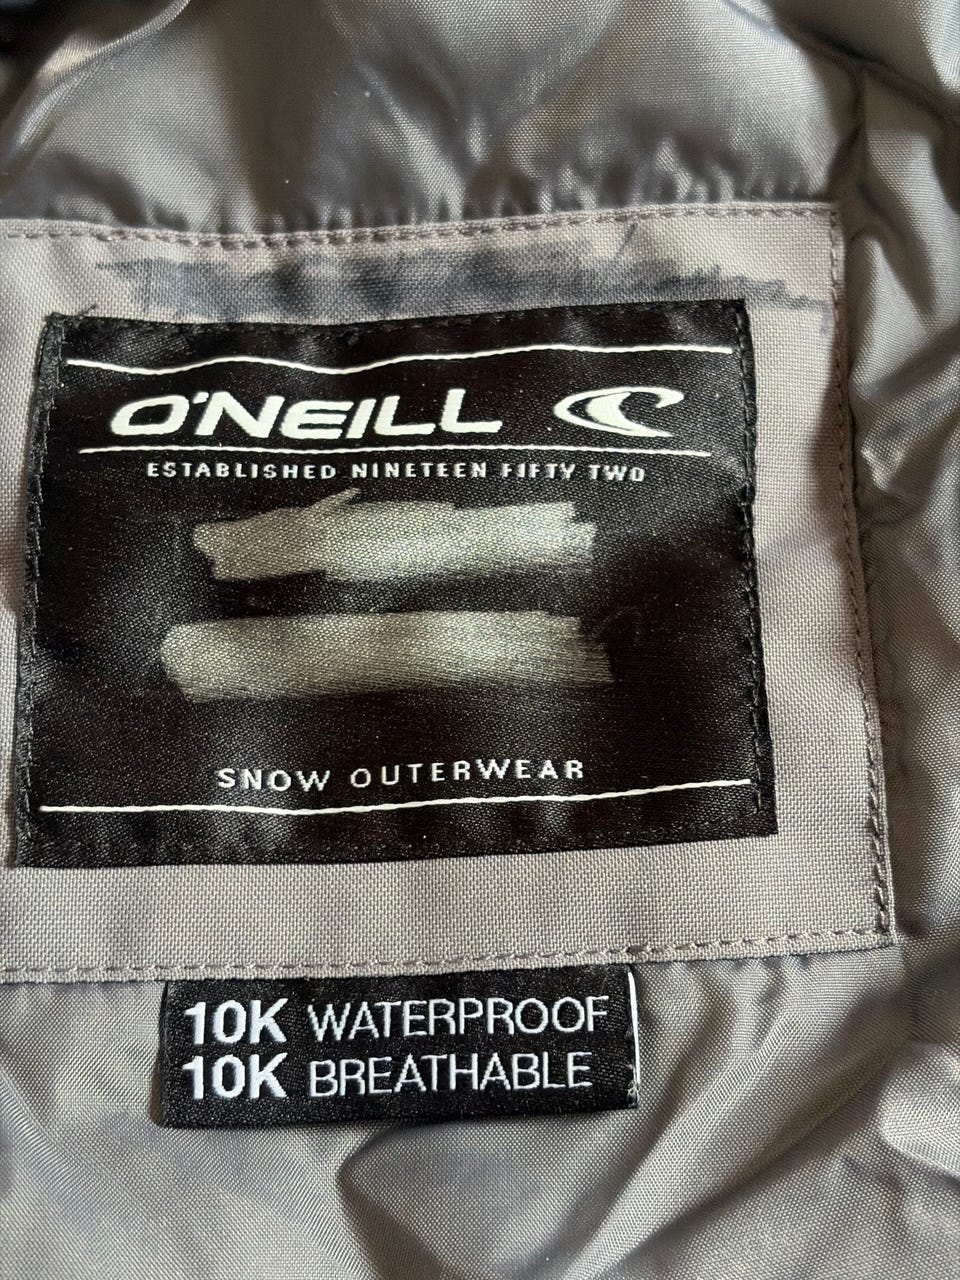 O'NEILL
ESTABLISHED NINETEEN FIFTY TWO
SNOW OUTERWEAR
10K WATERPROOF
10K BREATHABLE